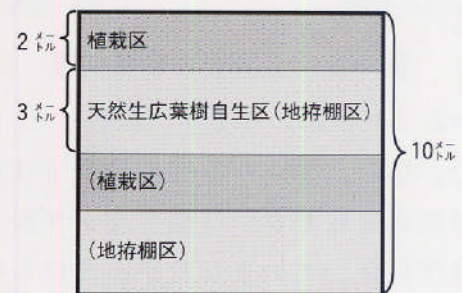 2メートル
植栽区
3メートル
天然生広葉樹自生区(地拵棚区)
10メートル
(植栽区)
(地拵棚区)